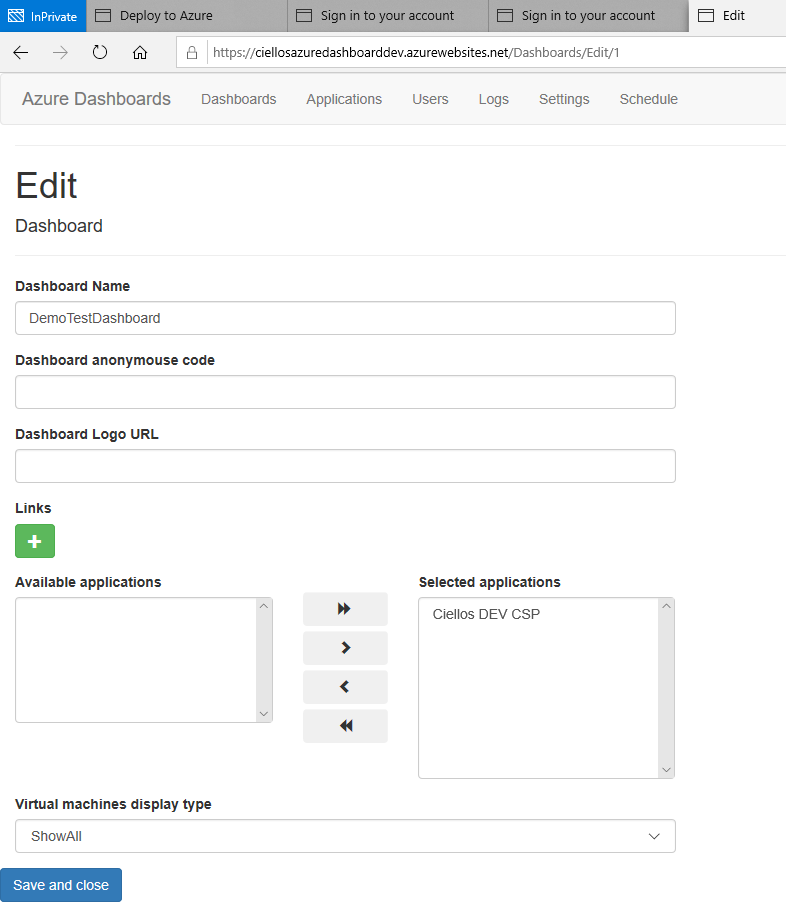 InPrivate Deploy to Azure Sign in to your account Sign in to your account Edit
https://ciellosazuredashboarddev.azurewebsites.net/Dashboards/Edit/1
Azure Dashboards Dashboards Applications Users Logs Settings Schedule
Edit
Dashboard
Dashboard Name
DemoTestDashboard
Dashboard anonymouse code
Dashboard Logo URL
Links
Available applications Selected applications
Ciellos DEV CSP
Virtual machines display type
ShowAll
Save and close